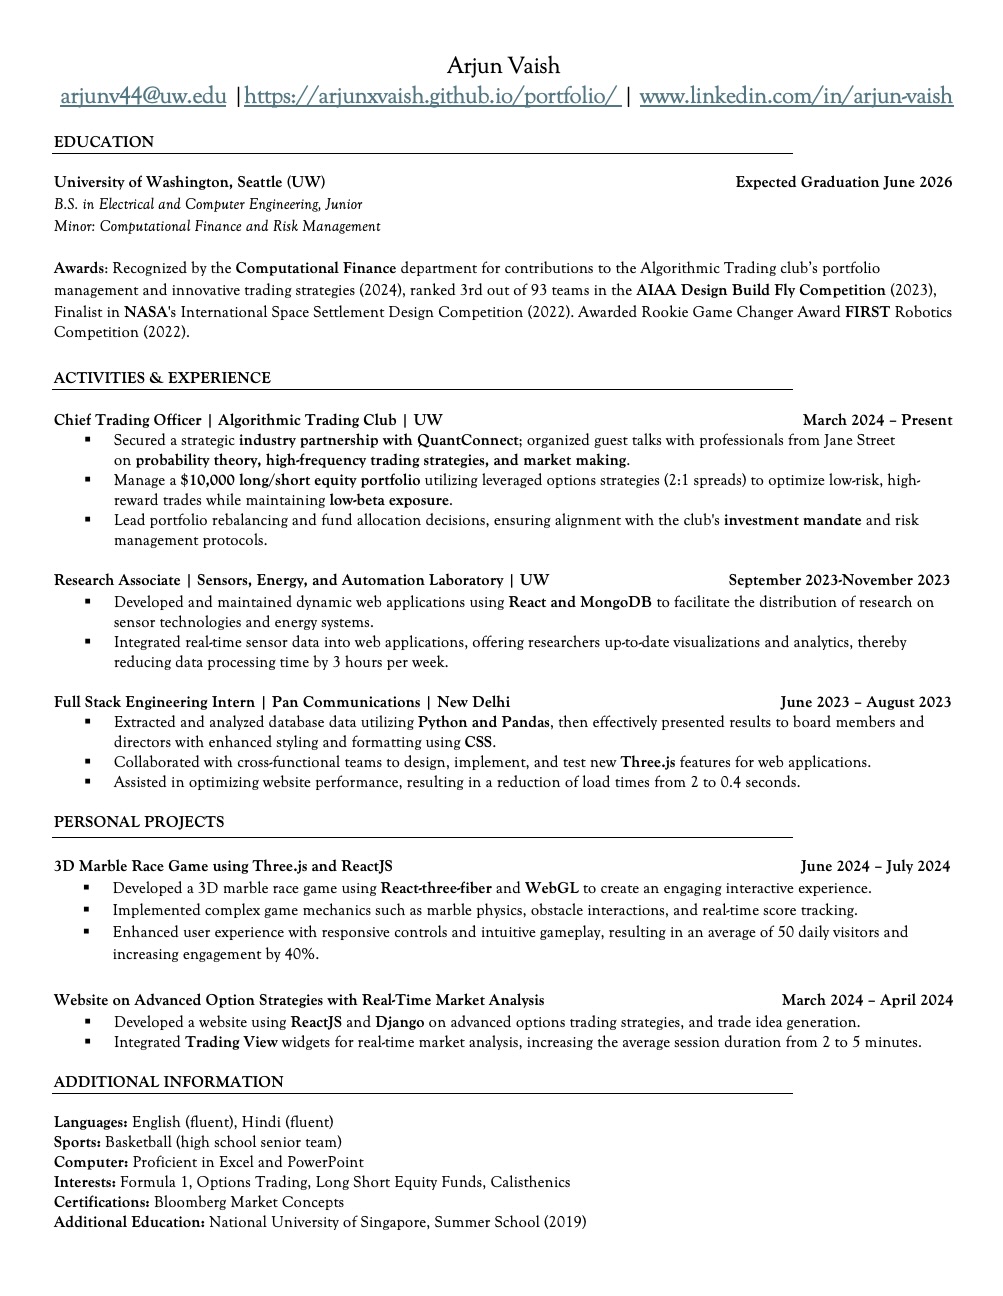 Arjun Vaish
arjunv44@uw.edu | https://arjunxvaish.github.io/portfolio/ | www.linkedin.com/in/arjun-vaish
EDUCATION
University of Washington, Seattle (UW) Expected Graduation June 2026
B.S. in Electrical and Computer Engineering, Junior
Minor: Computational Finance and Risk Management
Awards: Recognized by the Computational Finance department for contributions to the Algorithmic Trading club's portfolio
management and innovative trading strategies (2024), ranked 3rd out of 93 teams in the AIAA Design Build Fly Competition (2023),
Finalist in NASA's International Space Settlement Design Competition (2022). Awarded Rookie Game Changer Award FIRST Robotics
Competition (2022).
ACTIVITIES & EXPERIENCE
Chief Trading Officer | Algorithmic Trading Club | UW March 2024 – Present
▪ Secured a strategic industry partnership with QuantConnect; organized guest talks with professionals from Jane Street
on probability theory, high-frequency trading strategies, and market making.
▪ Manage a $10,000 long/short equity portfolio utilizing leveraged options strategies (2:1 spreads) to optimize low-risk, high-
reward trades while maintaining low-beta exposure.
▪ Lead portfolio rebalancing and fund allocation decisions, ensuring alignment with the club's investment mandate and risk
management protocols.
Research Associate | Sensors, Energy, and Automation Laboratory | UW September 2023-November 2023
▪ Developed and maintained dynamic web applications using React and MongoDB to facilitate the distribution of research on
sensor technologies and energy systems.
▪ Integrated real-time sensor data into web applications, offering researchers up-to-date visualizations and analytics, thereby
reducing data processing time by 3 hours per week.
Full Stack Engineering Intern | Pan Communications | New Delhi June 2023 – August 2023
▪ Extracted and analyzed database data utilizing Python and Pandas, then effectively presented results to board members and
directors with enhanced styling and formatting using CSS.
▪ Collaborated with cross-functional teams to design, implement, and test new Three.js features for web applications.
▪ Assisted in optimizing website performance, resulting in a reduction of load times from 2 to 0.4 seconds.
PERSONAL PROJECTS
3D Marble Race Game using Three.js and ReactJS June 2024 – July 2024
▪ Developed a 3D marble race game using React-three-fiber and WebGL to create an engaging interactive experience.
▪ Implemented complex game mechanics such as marble physics, obstacle interactions, and real-time score tracking.
▪ Enhanced user experience with responsive controls and intuitive gameplay, resulting in an average of 50 daily visitors and
increasing engagement by 40%.
Website on Advanced Option Strategies with Real-Time Market Analysis March 2024 – April 2024
▪ Developed a website using ReactJS and Django on advanced options trading strategies, and trade idea generation.
▪ Integrated Trading View widgets for real-time market analysis, increasing the average session duration from 2 to 5 minutes.
ADDITIONAL INFORMATION
Languages: English (fluent), Hindi (fluent)
Sports: Basketball (high school senior team)
Computer: Proficient in Excel and PowerPoint
Interests: Formula 1, Options Trading, Long Short Equity Funds, Calisthenics
Certifications: Bloomberg Market Concepts
Additional Education: National University of Singapore, Summer School (2019)